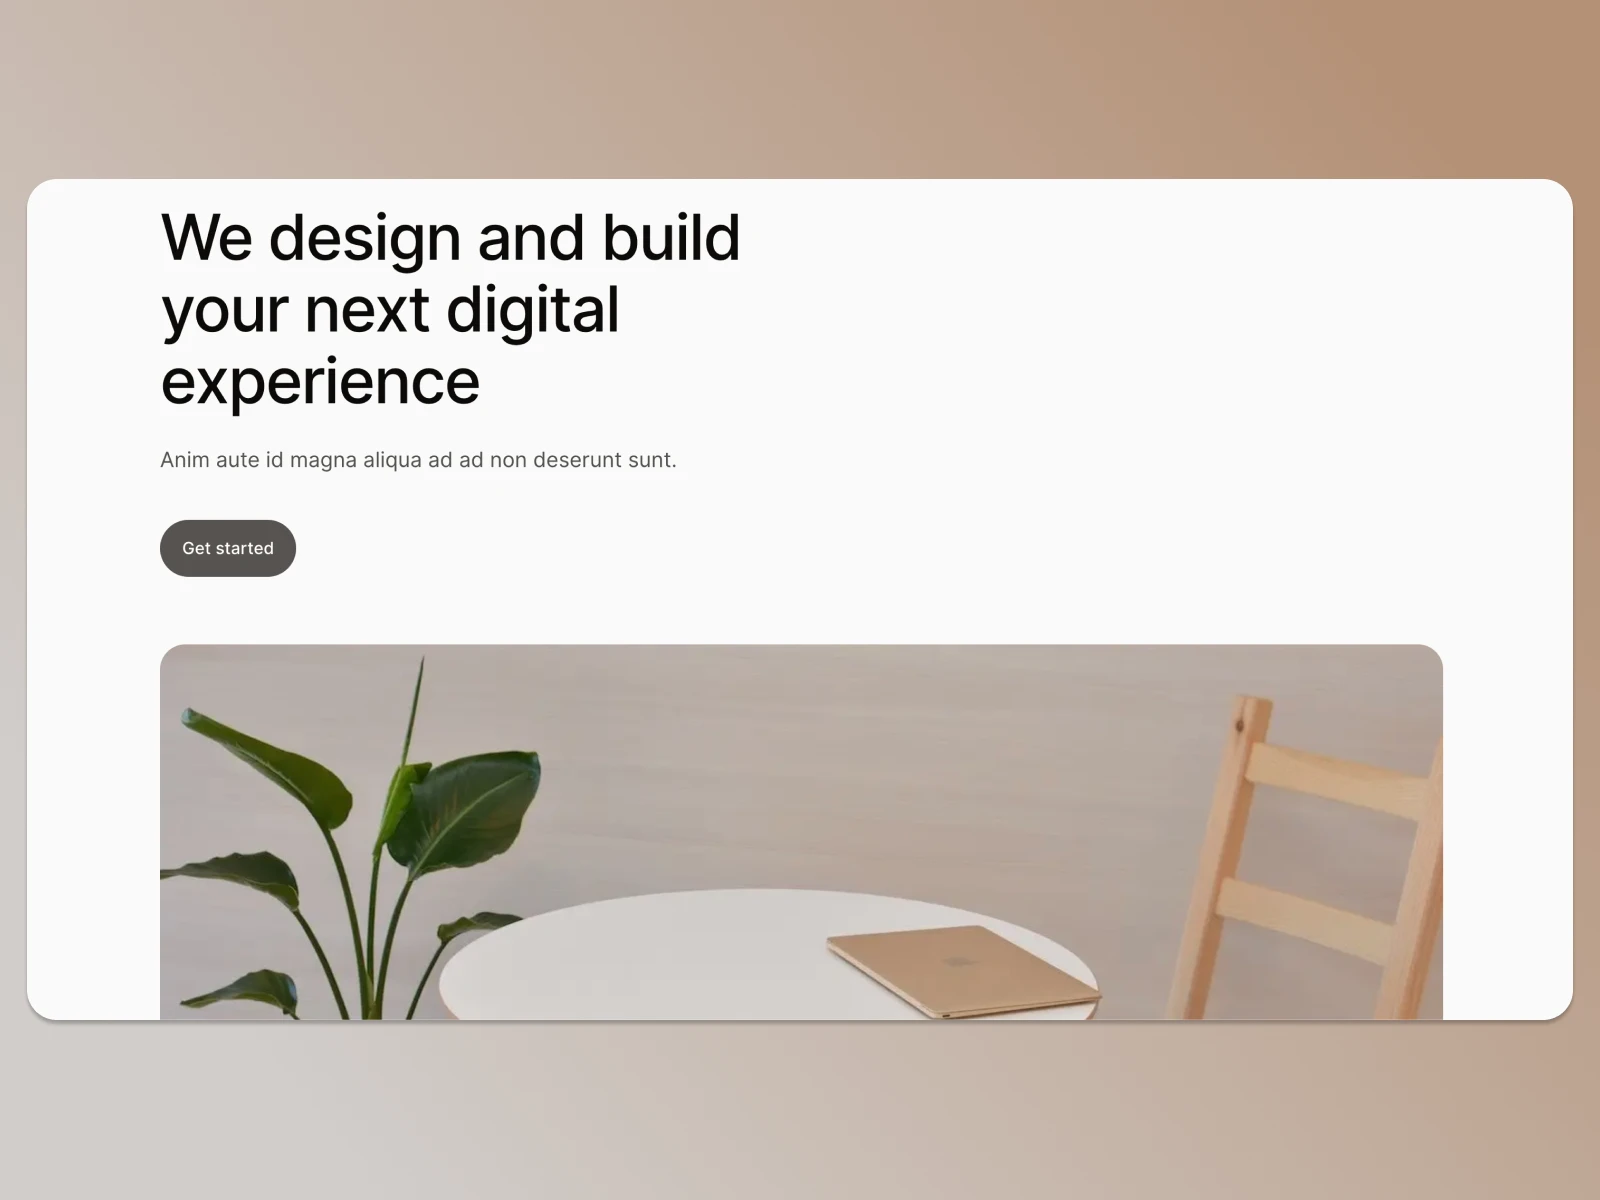 We design and build
your next digital
experience
Anim aute id magna aliqua ad ad non deserunt sunt.
Get started